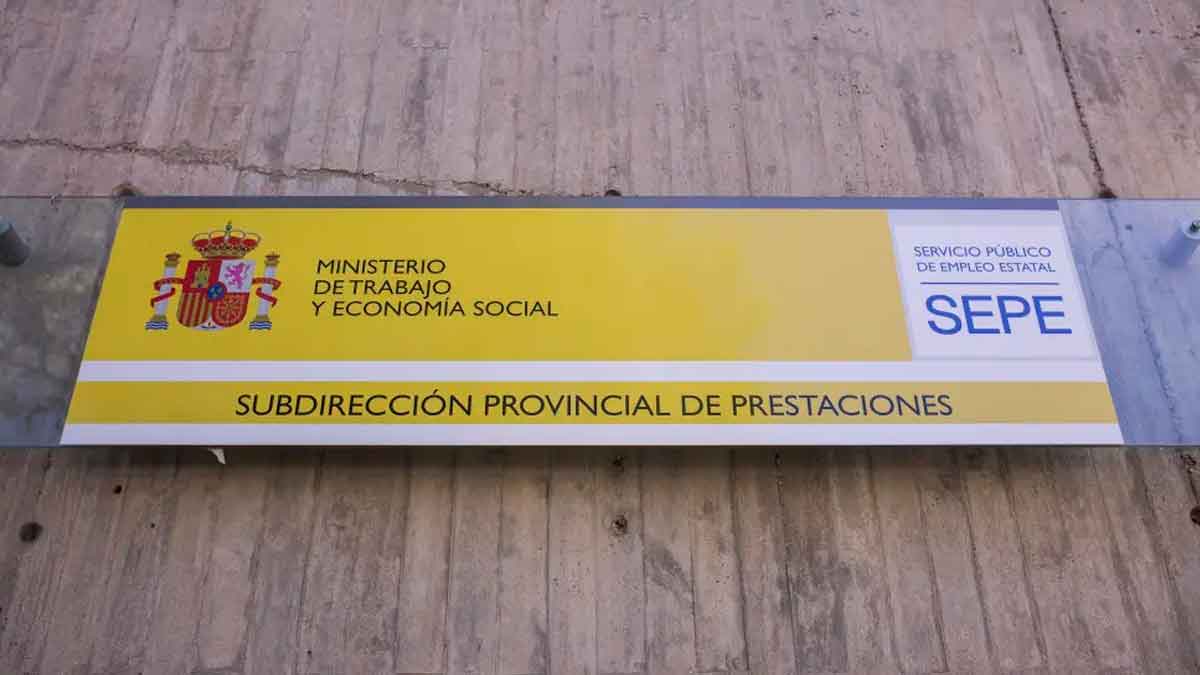 MINISTERIO
DE TRABAJO
Y ECONOMÍA SOCIAL
SERVICIO PÚBLICO
DE EMPLEO ESTATAL
SEPE
SUBDIRECCIÓN PROVINCIAL DE PRESTACIONES